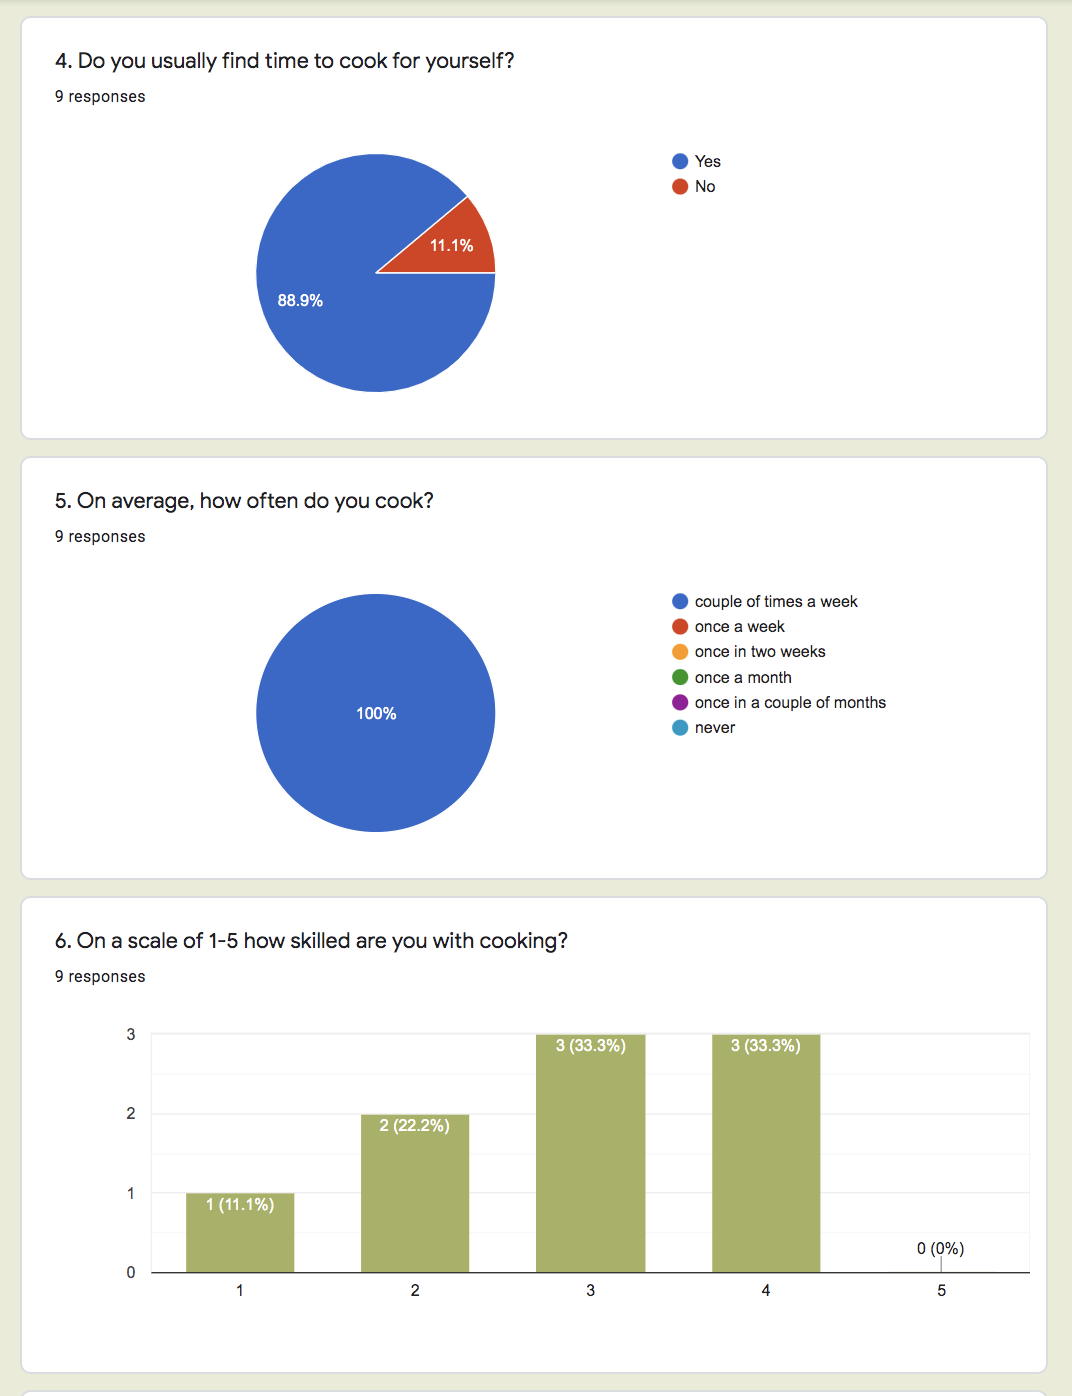 4. Do you usually find time to cook for yourself?
9 responses
Yes
No
11.1%
88.9%
5. On average, how often do you cook?
9 responses
couple of times a week
once a week
once in two weeks
once a month
once in a couple of months
never
100%
6. On a scale of 1-5 how skilled are you with cooking?
9 responses
3
2
1
0
1 (11.1%)
2 (22.2%)
3 (33.3%)
3 (33.3%)
0 (0%)
1 2 3 4 5